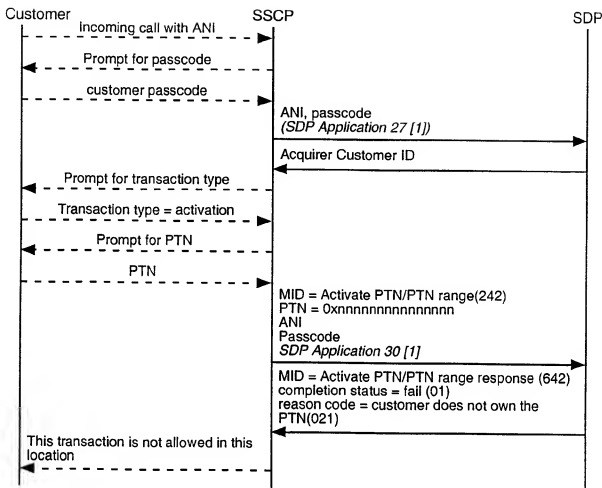 Customer
SSCP
SDP
Incoming call with ANI
Prompt for passcode
customer passcode
ANI, passcode
(SDP Application 27 [1])
Acquirer Customer ID
Prompt for transaction type
Transaction type = activation
Prompt for PTN
PTN
MID = Activate PTN/PTN range(242)
PTN = 0xnnnnnnnnnnnnnnnn
ANI
Passcode
SDP Application 30 [1]
MID = Activate PTN/PTN range response (642)
completion status = fail (01)
reason code = customer does not own the
PTN(021)
This transaction is not allowed in this
location